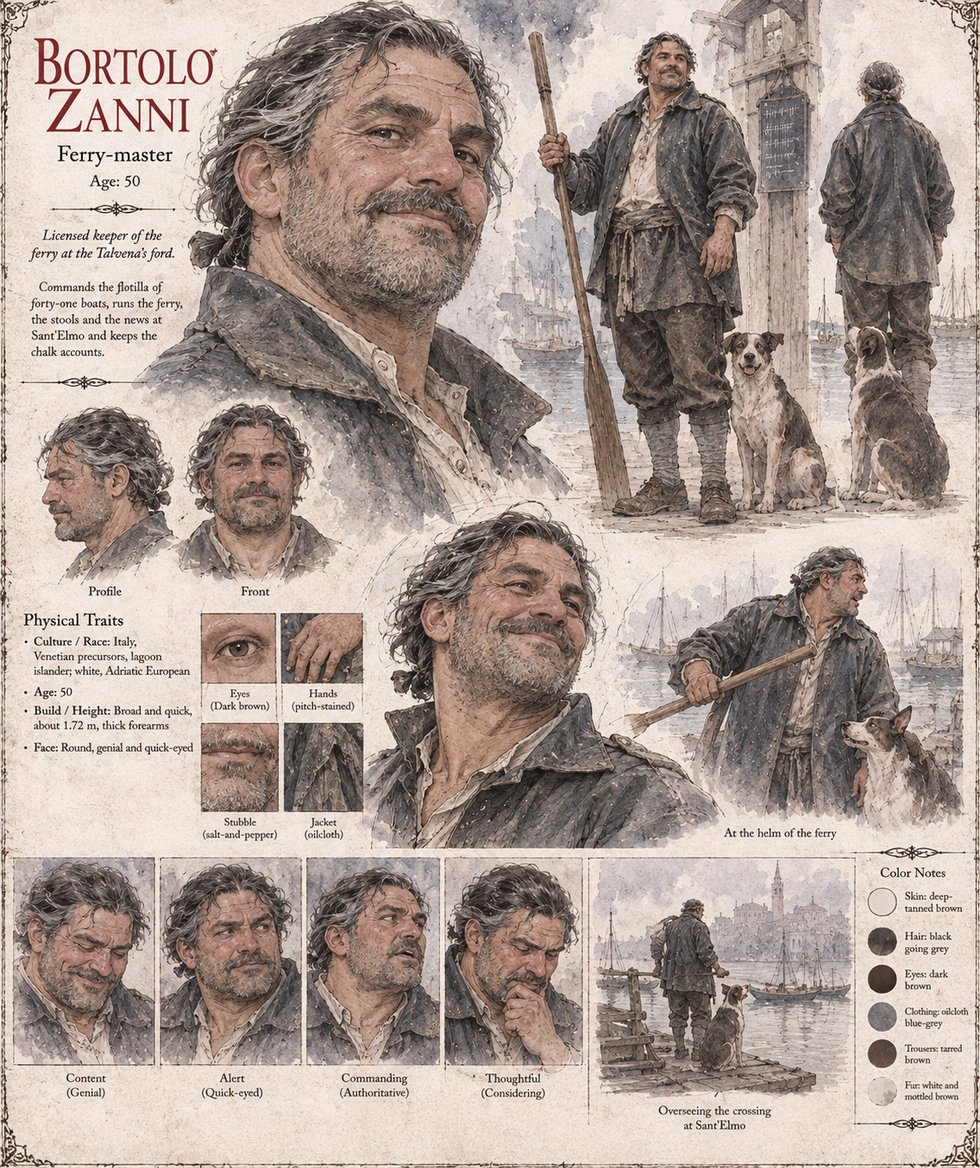 BORTOLO
ZANNI
Ferry-master
Age: 50
Licensed keeper of the
ferry at the Talvena's ford.
Commands the flotilla of
forty-one boats, runs the ferry,
the stools and the news at
Sant'Elmo and keeps the
chalk accounts.
Profile
Front
Physical Traits
• Culture / Race: Italy,
Venetian precursors, lagoon
islander; white, Adriatic European
• Age: 50
• Build / Height: Broad and quick,
about 1.72 m, thick forearms
• Face: Round, genial and quick-eyed
Eyes
(Dark brown)
Hands
(pitch-stained)
Stubble
(salt-and-pepper)
Jacket
(oilcloth)
At the helm of the ferry
Content
(Genial)
Alert
(Quick-eyed)
Commanding
(Authoritative)
Thoughtful
(Considering)
Overseeing the crossing
at Sant'Elmo
Color Notes
Skin: deep-
tanned brown
Hair: black
going grey
Eyes: dark
brown
Clothing: oilcloth
blue-grey
Trousers: tarred
brown
Fur: white and
mottled brown